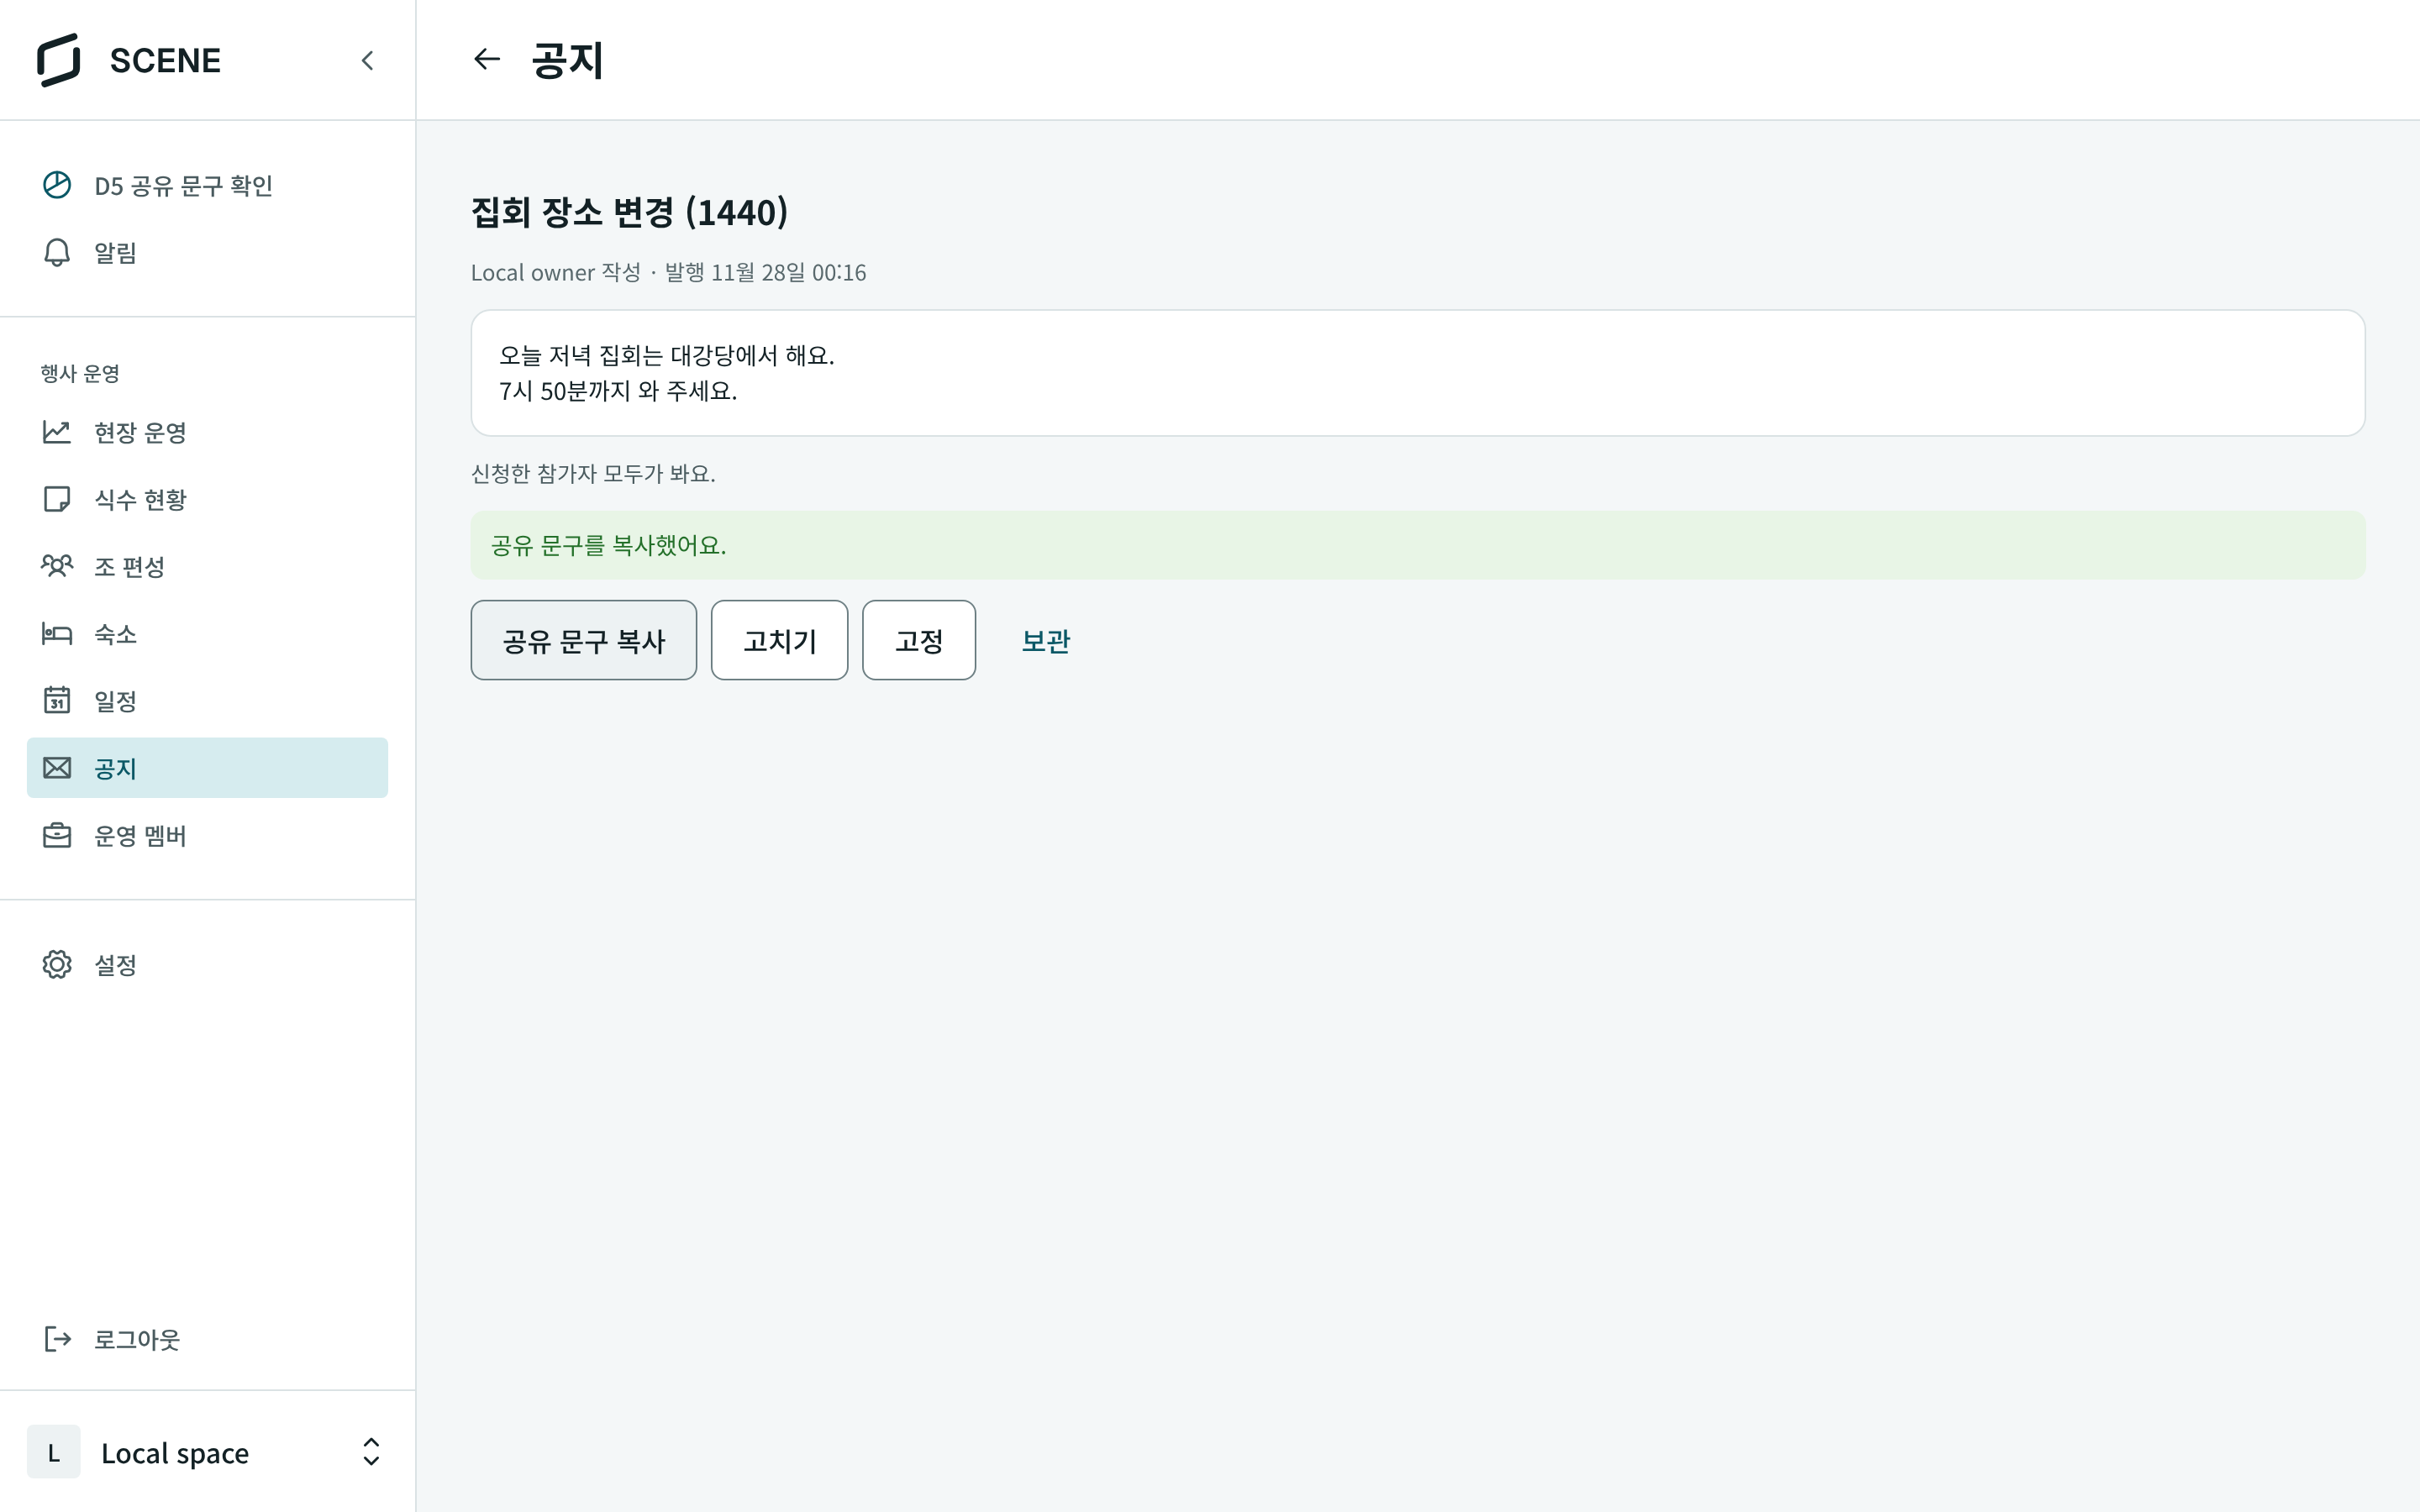 SCENE
D5 공유 문구 확인
알림
행사 운영
현장 운영
식수 현황
조 편성
숙소
31
일정
공지
운영 멤버
설정
로그아웃
L
Local space
공지
집회 장소 변경 (1440)
Local owner 작성 · 발행 11월 28일 00:16
오늘 저녁 집회는 대강당에서 해요.
7시 50분까지 와 주세요.
신청한 참가자 모두가 봐요.
공유 문구를 복사했어요.
공유 문구 복사 고치기 고정 보관